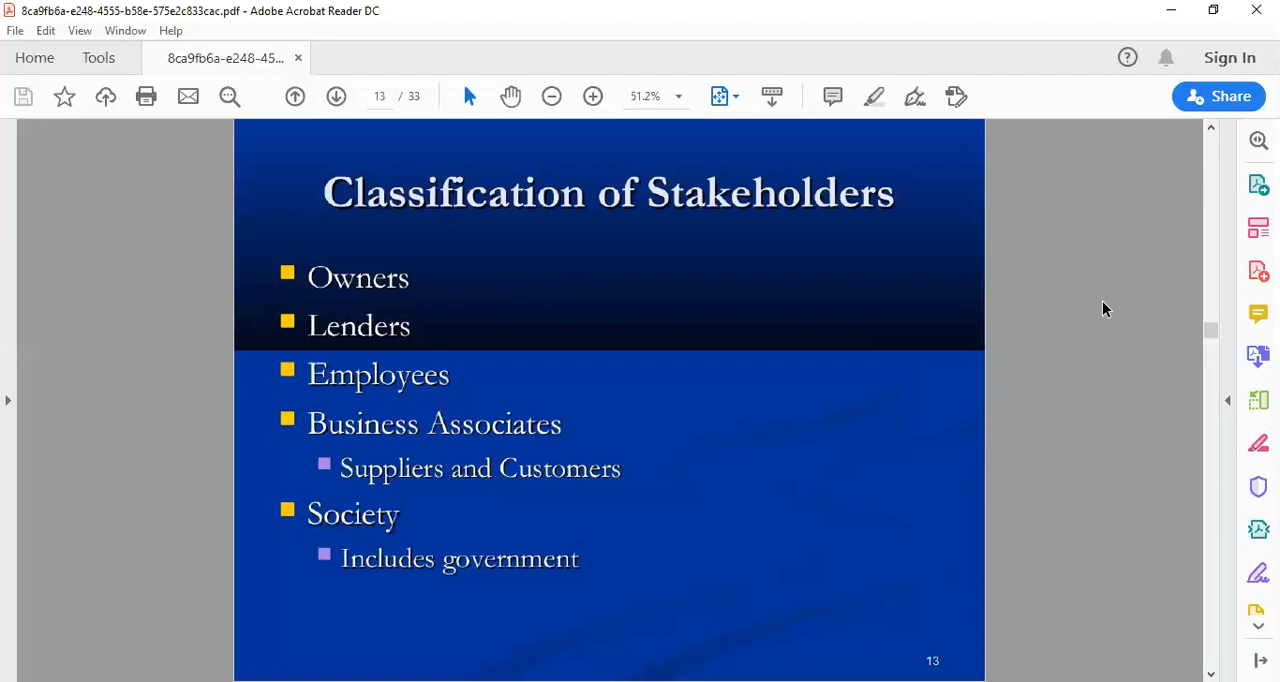 8ca9fb6a-e248-4555-b58e-575e2c833cac.pdf - Adobe Acrobat Reader DC
File Edit View Window Help
Home Tools 8ca9fb6a-e248-45... × Sign In
13 / 33 51.2% Share
Classification of Stakeholders
Owners
Lenders
Employees
Business Associates
Suppliers and Customers
Society
Includes government
13